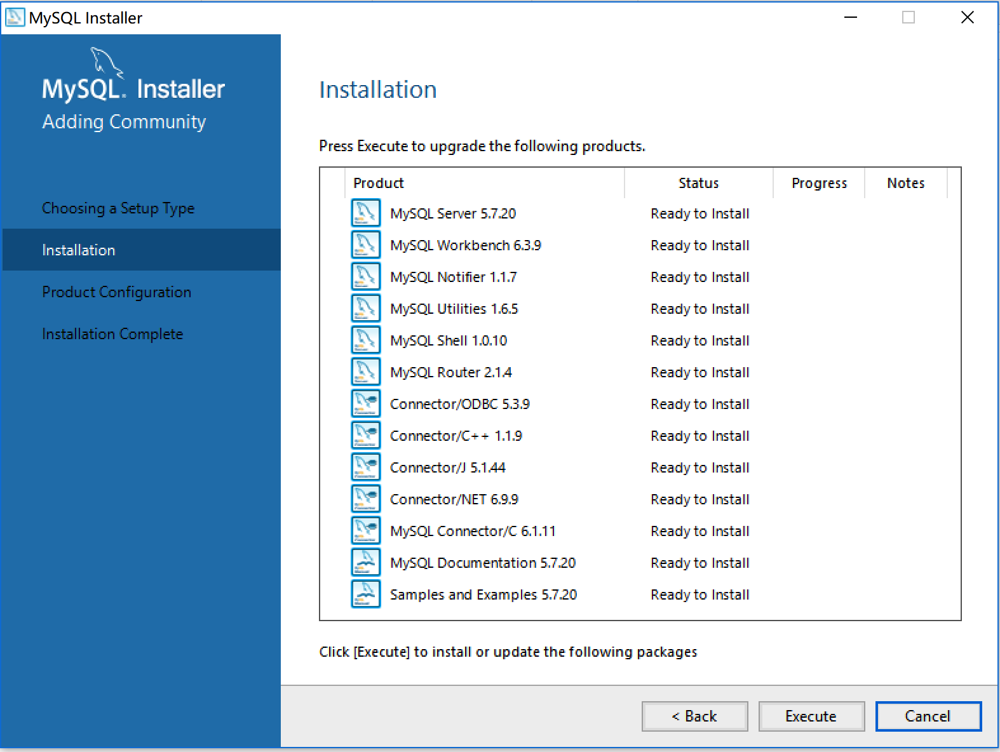 MySQL Installer
MySQL. Installer
Adding Community
Choosing a Setup Type
Installation
Product Configuration
Installation Complete
Installation
Press Execute to upgrade the following products.
Product Status Progress Notes
MySQL Server 5.7.20 Ready to Install
MySQL Workbench 6.3.9 Ready to Install
MySQL Notifier 1.1.7 Ready to Install
MySQL Utilities 1.6.5 Ready to Install
MySQL Shell 1.0.10 Ready to Install
MySQL Router 2.1.4 Ready to Install
Connector/ODBC 5.3.9 Ready to Install
Connector/C++ 1.1.9 Ready to Install
Connector/J 5.1.44 Ready to Install
Connector/NET 6.9.9 Ready to Install
MySQL Connector/C 6.1.11 Ready to Install
MySQL Documentation 5.7.20 Ready to Install
Samples and Examples 5.7.20 Ready to Install
Click [Execute] to install or update the following packages
< Back Execute Cancel